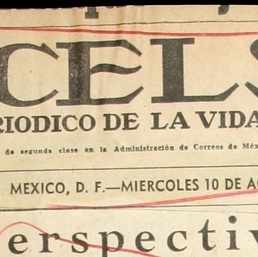 CELS
RIODICO DE LA VIDA
de segunda clase en la Administración de Correos de Méx
MEXICO, D. F.—MIERCOLES 10 DE AG
erspectiv